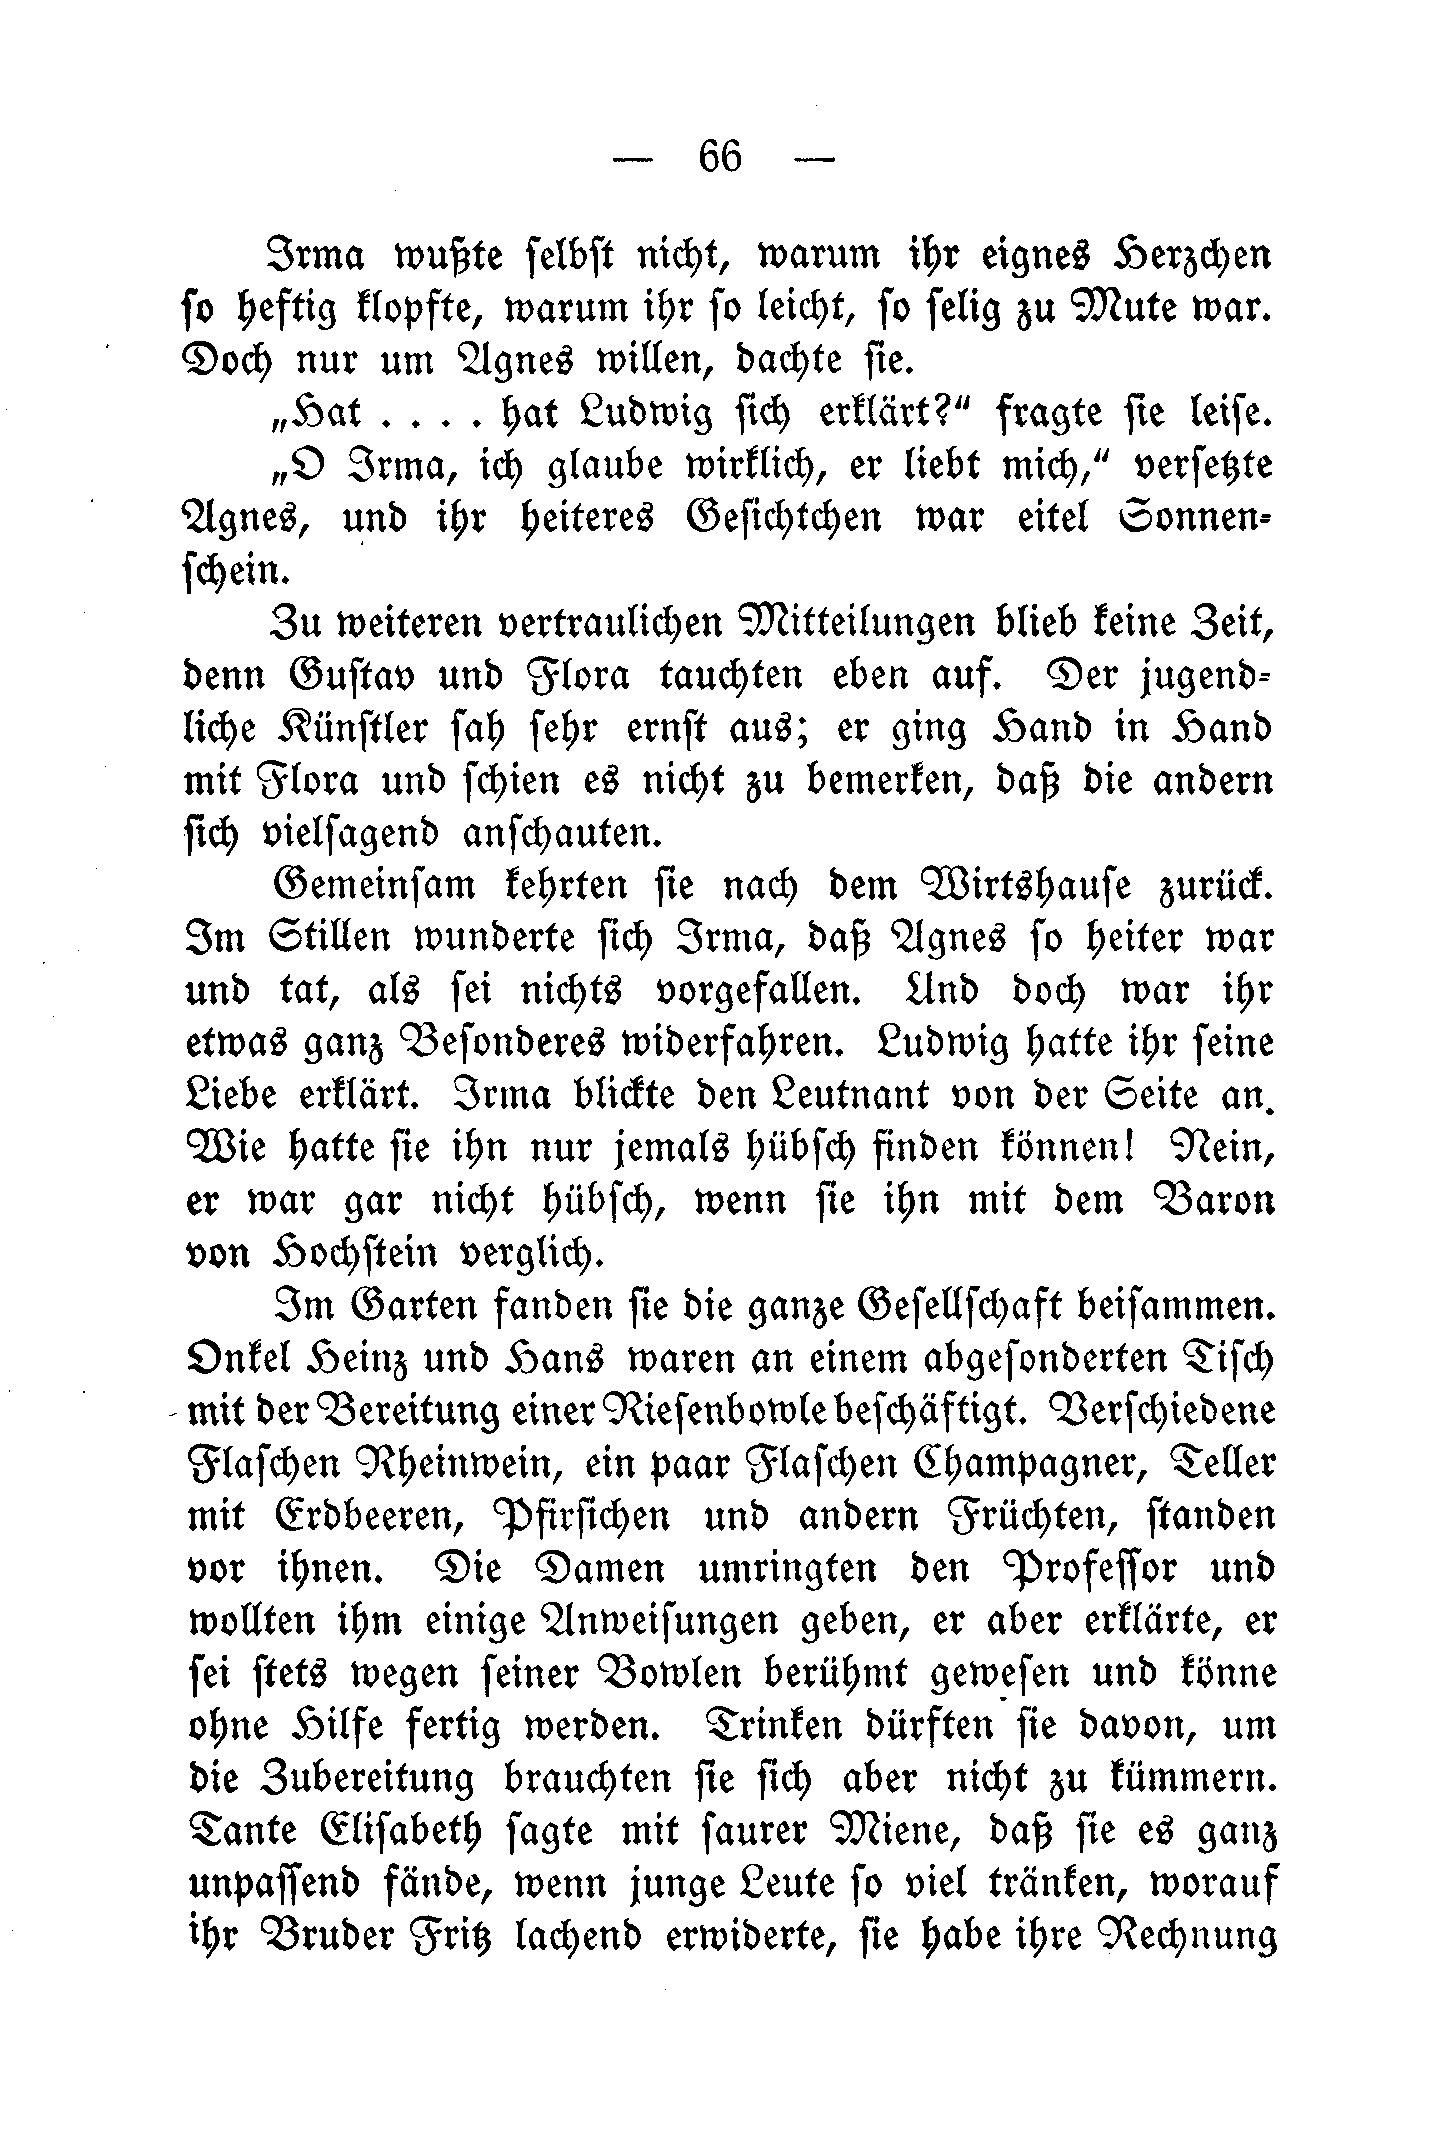 — 66 —
Irma wußte selbst nicht, warum ihr eignes Herzchen
so heftig klopfte, warum ihr so leicht, so selig zu Mute war.
Doch nur um Agnes willen, dachte sie.
„Hat . . . . hat Ludwig sich erklärt?“ fragte sie leise.
„O Irma, ich glaube wirklich, er liebt mich,“ versetzte
Agnes, und ihr heiteres Gesichtchen war eitel Sonnen-
schein.
Zu weiteren vertraulichen Mitteilungen blieb keine Zeit,
denn Gustav und Flora tauchten eben auf. Der jugend-
liche Künstler sah sehr ernst aus; er ging Hand in Hand
mit Flora und schien es nicht zu bemerken, daß die andern
sich vielsagend anschauten.
Gemeinsam kehrten sie nach dem Wirtshause zurück.
Im Stillen wunderte sich Irma, daß Agnes so heiter war
und tat, als sei nichts vorgefallen. Und doch war ihr
etwas ganz Besonderes widerfahren. Ludwig hatte ihr seine
Liebe erklärt. Irma blickte den Leutnant von der Seite an.
Wie hatte sie ihn nur jemals hübsch finden können! Nein,
er war gar nicht hübsch, wenn sie ihn mit dem Baron
von Hochstein verglich.
Im Garten fanden sie die ganze Gesellschaft beisammen.
Onkel Heinz und Hans waren an einem abgesonderten Tisch
mit der Bereitung einer Riesenbowle beschäftigt. Verschiedene
Flaschen Rheinwein, ein paar Flaschen Champagner, Teller
mit Erdbeeren, Pfirsichen und andern Früchten, standen
vor ihnen. Die Damen umringten den Professor und
wollten ihm einige Anweisungen geben, er aber erklärte, er
sei stets wegen seiner Bowlen berühmt gewesen und könne
ohne Hilfe fertig werden. Trinken dürften sie davon, um
die Zubereitung brauchten sie sich aber nicht zu kümmern.
Tante Elisabeth sagte mit saurer Miene, daß sie es ganz
unpassend fände, wenn junge Leute so viel tränken, worauf
ihr Bruder Fritz lachend erwiderte, sie habe ihre Rechnung